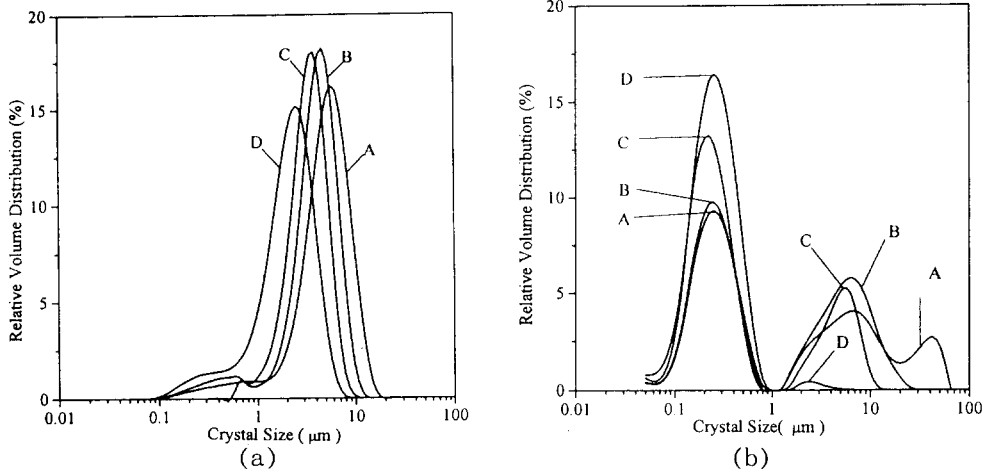 20
15
10
5
0
0.01
0.1
1
10
100
Relative Volume Distribution (%)
Crystal Size ( μm )
C
B
D
A
(a)
20
15
10
5
0
0.01
0.1
1
10
100
Relative Volume Distribution (%)
Crystal Size( μm )
D
C
B
A
C
B
A
D
(b)